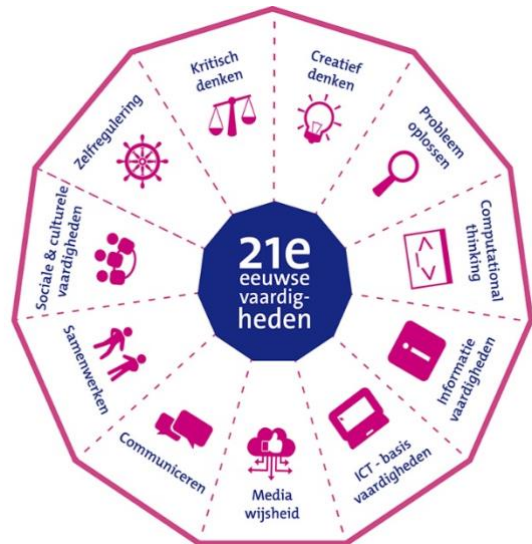 21e
eeuwse
vaardig-
heden
Kritisch
denken
Creatief
denken
Probleem
oplossen
Computational
thinking
Informatie
vaardigheden
ICT - basis
vaardigheden
Media
wijsheid
Communiceren
Samenwerken
Sociale & culturele
vaardigheden
Zelfregulering